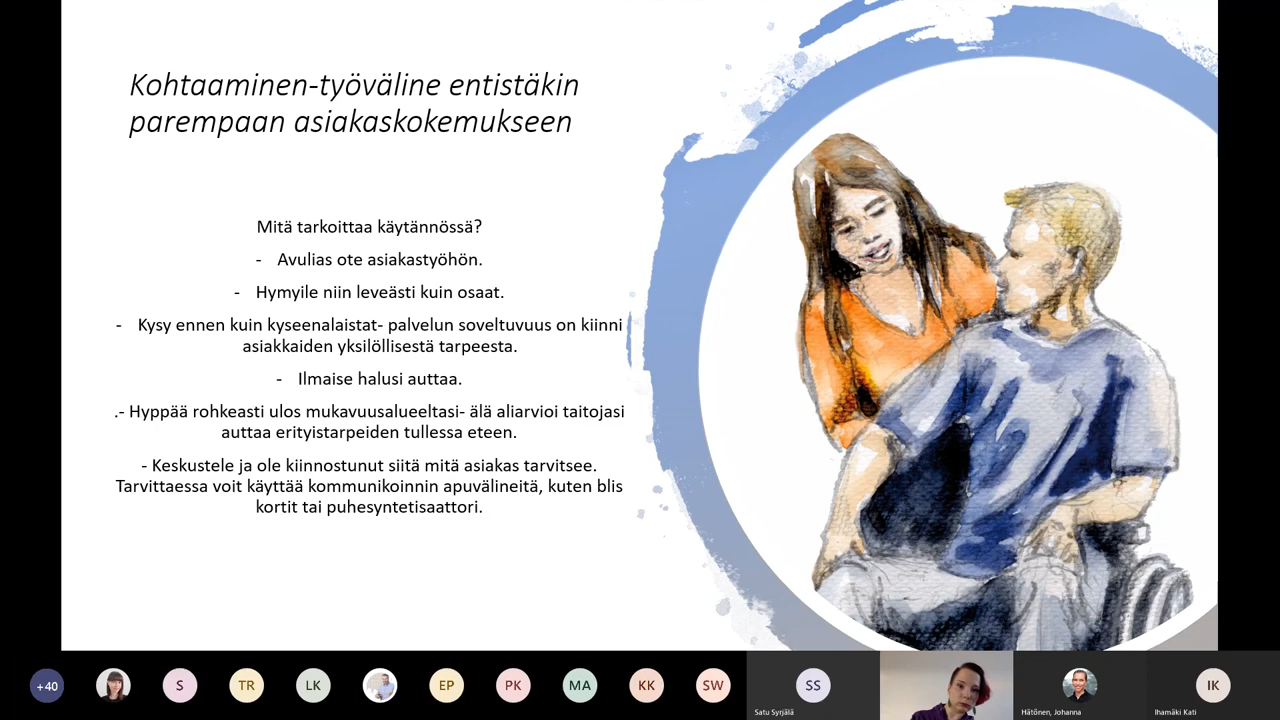 Kohtaaminen-työväline entistäkin
parempaan asiakaskokemukseen
Mitä tarkoittaa käytännössä?
- Avulias ote asiakastyöhön.
- Hymyile niin leveästi kuin osaat.
- Kysy ennen kuin kyseenalaistat- palvelun soveltuvuus on kiinni
asiakkaiden yksilöllisestä tarpeesta.
- Ilmaise halusi auttaa.
.- Hyppää rohkeasti ulos mukavuusalueeltasi- älä aliarvioi taitojasi
auttaa erityistarpeiden tullessa eteen.
- Keskustele ja ole kiinnostunut siitä mitä asiakas tarvitsee.
Tarvittaessa voit käyttää kommunikoinnin apuvälineitä, kuten blis
kortit tai puhesyntetisaattori.
+40
S
TR
LK
EP
PK
MA
KK
SW
SS
IK
Satu Syrjälä
Hätönen, Johanna
Ihamäki Kati